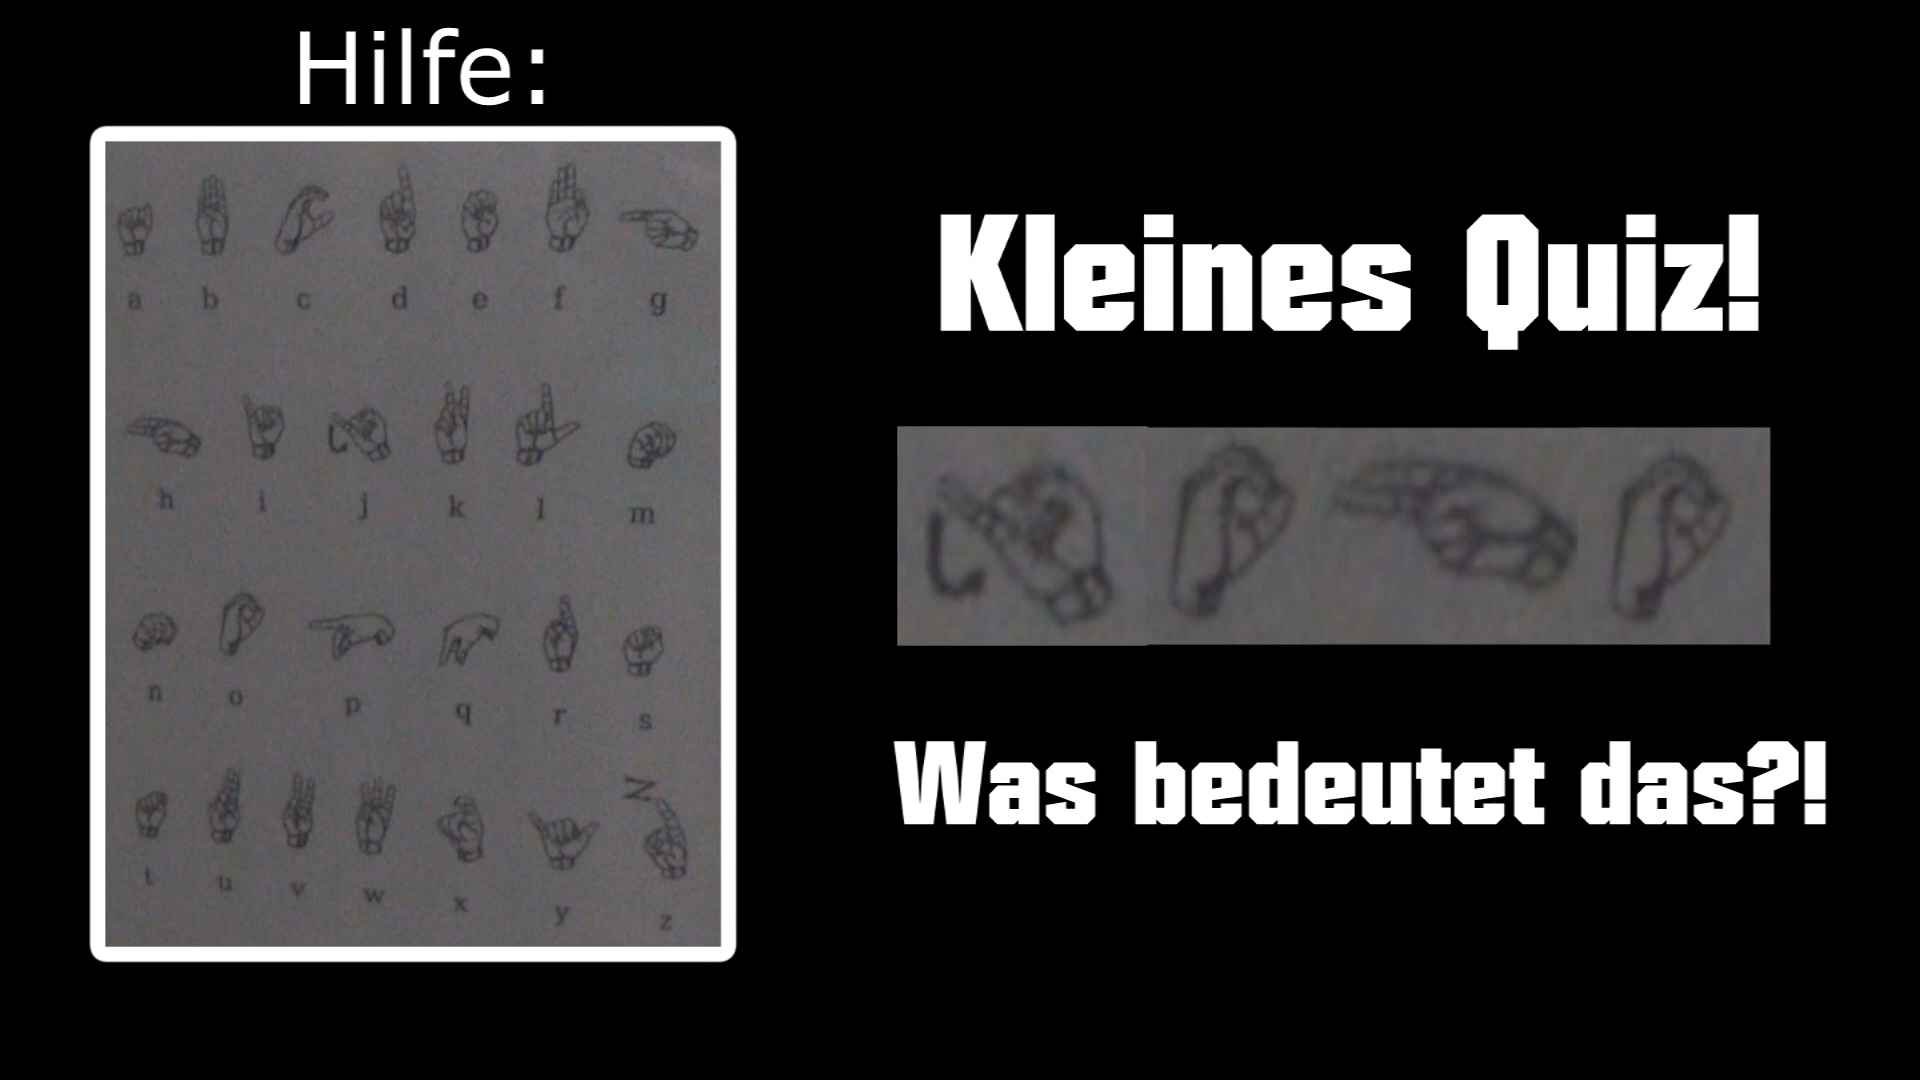 Hilfe:
a b c d e f g
h i j k l m
n o p q r s
t u v w x y z
Kleines Quiz!
Was bedeutet das?!